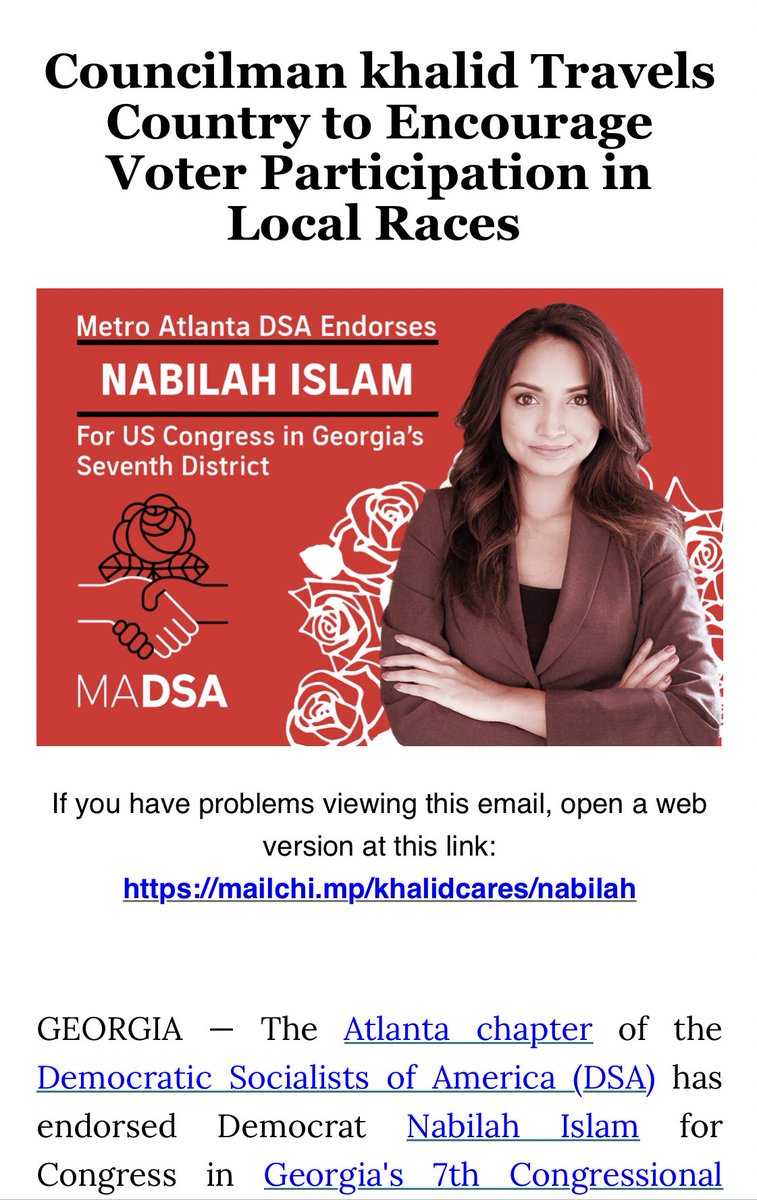 Councilman khalid Travels
Country to Encourage
Voter Participation in
Local Races
Metro Atlanta DSA Endorses
NABILAH ISLAM
For US Congress in Georgia’s
Seventh District
MADSA
If you have problems viewing this email, open a web
version at this link:
https://mailchi.mp/khalidcares/nabilah
GEORGIA — The Atlanta chapter of the
Democratic Socialists of America (DSA) has
endorsed Democrat Nabilah Islam for
Congress in Georgia's 7th Congressional